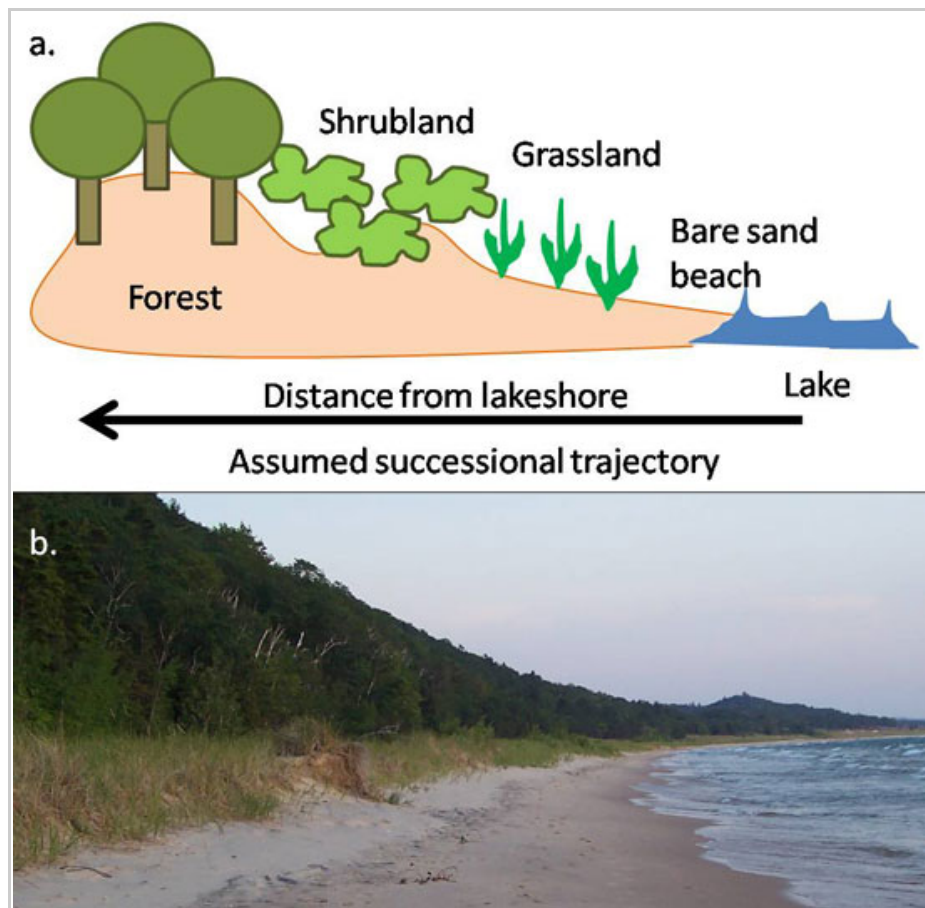 a.
Shrubland
Grassland
Bare sand
beach
Forest
Lake
Distance from lakeshore
Assumed successional trajectory
b.